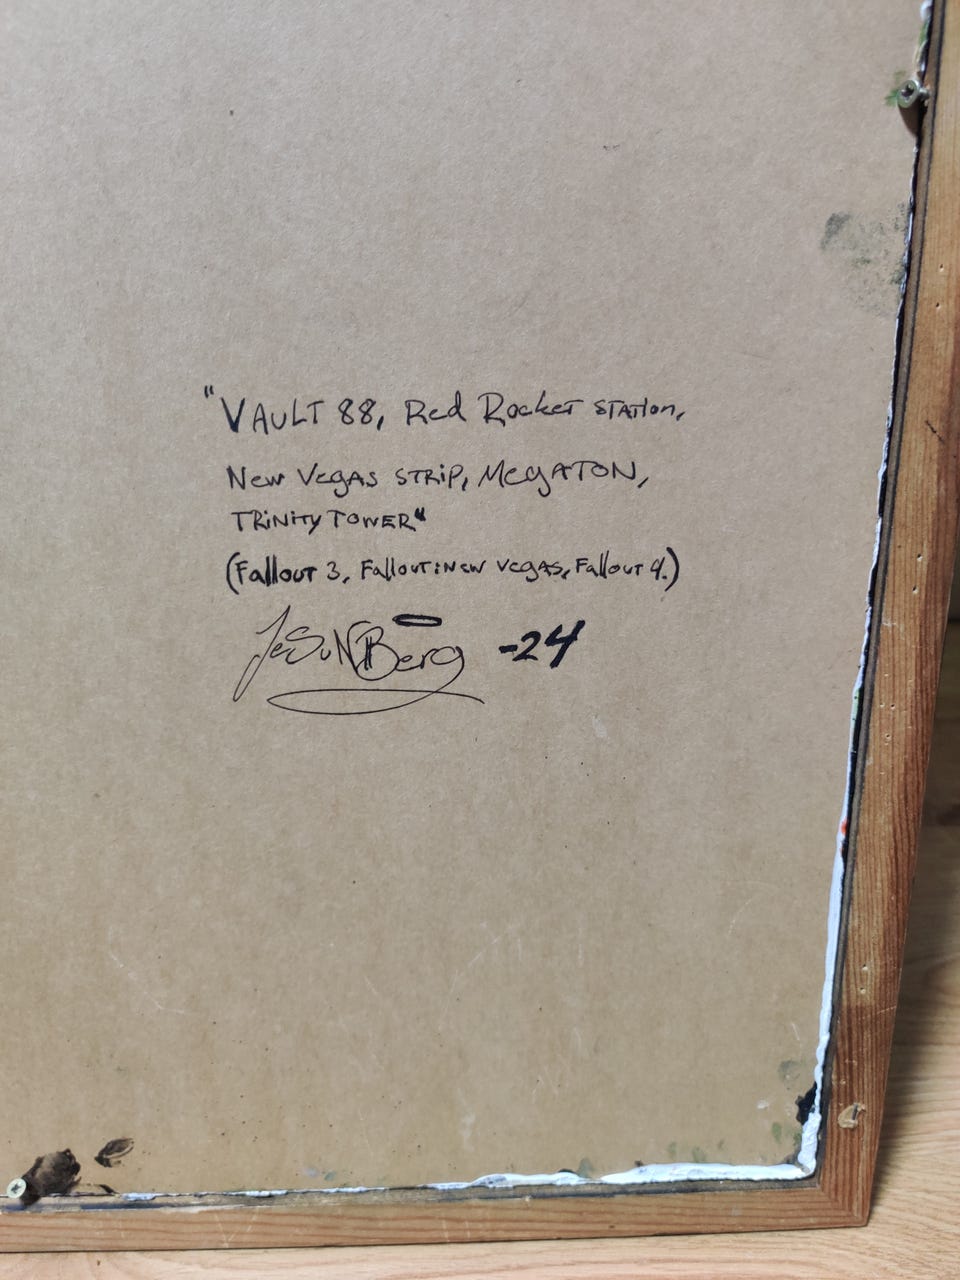 "VAULT 88, Red Rocket STATion,
New VegAS STRiP, MegATON,
TRiNiTy TOWER"
(Fallout 3, Fallout: New VegAS, Fallout 4.)
JeSuNdBerg -24